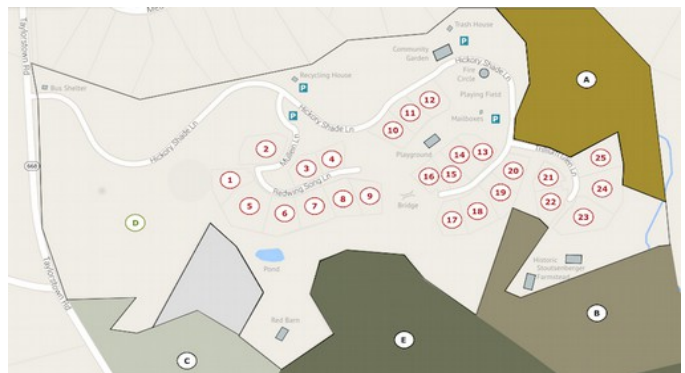 Taylorstown Rd
Trash House
P
Community
Garden
Hickory Shade Ln
Fire
Circle
A
Bus Shelter
Recycling House
P
Playing Field
12
11
Hickory Shade Ln
P
Mailboxes
P
10
Hickory Shade Ln
Mullein Ln
Playground
2
4
3
14
13
25
668
1
Redwing Song Ln
16
15
20
21
24
5
6
7
8
9
Bridge
19
22
D
17
18
23
Taylorstown Rd
Pond
Historic
Stoutsenberger
Farmstead
Red Barn
B
E
C